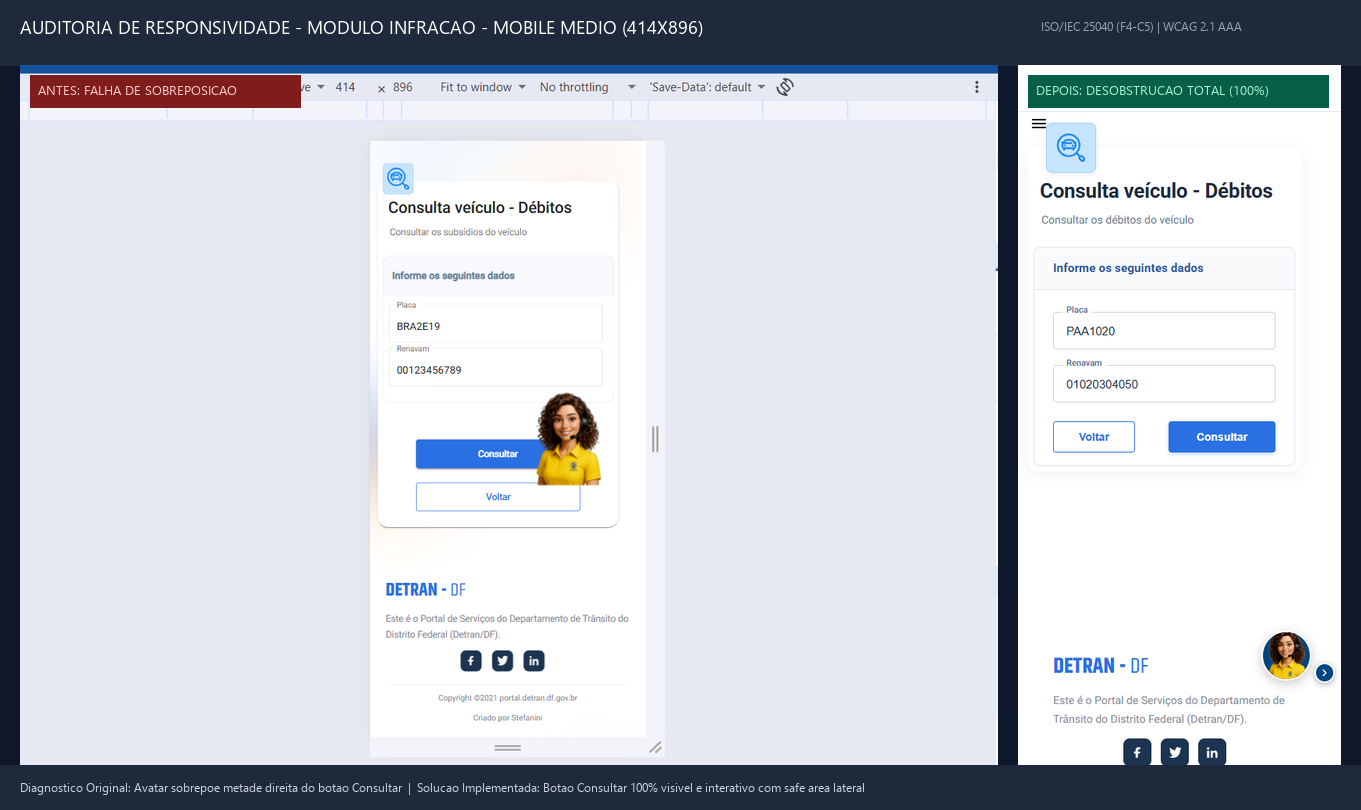 AUDITORIA DE RESPONSIVIDADE - MODULO INFRACAO - MOBILE MEDIO (414X896)
ISO/IEC 25040 (F4-C5) | WCAG 2.1 AAA
ANTES: FALHA DE SOBREPOSICAO
ve 414 × 896 Fit to window No throttling 'Save-Data': default
Consulta veículo - Débitos
Consultar os subsídios do veículo
Informe os seguintes dados
Placa
BRA2E19
Renavam
00123456789
Consultar
Voltar
DETRAN - DF
Este é o Portal de Serviços do Departamento de Trânsito do
Distrito Federal (Detran/DF).
Copyright ©2021 portal.detran.df.gov.br
Criado por Stefanini
DEPOIS: DESOBSTRUCAO TOTAL (100%)
Consulta veículo - Débitos
Consultar os débitos do veículo
Informe os seguintes dados
Placa
PAA1020
Renavam
01020304050
Voltar Consultar
DETRAN - DF
Este é o Portal de Serviços do Departamento de
Trânsito do Distrito Federal (Detran/DF).
Diagnostico Original: Avatar sobrepoe metade direita do botao Consultar | Solucao Implementada: Botao Consultar 100% visivel e interativo com safe area lateral